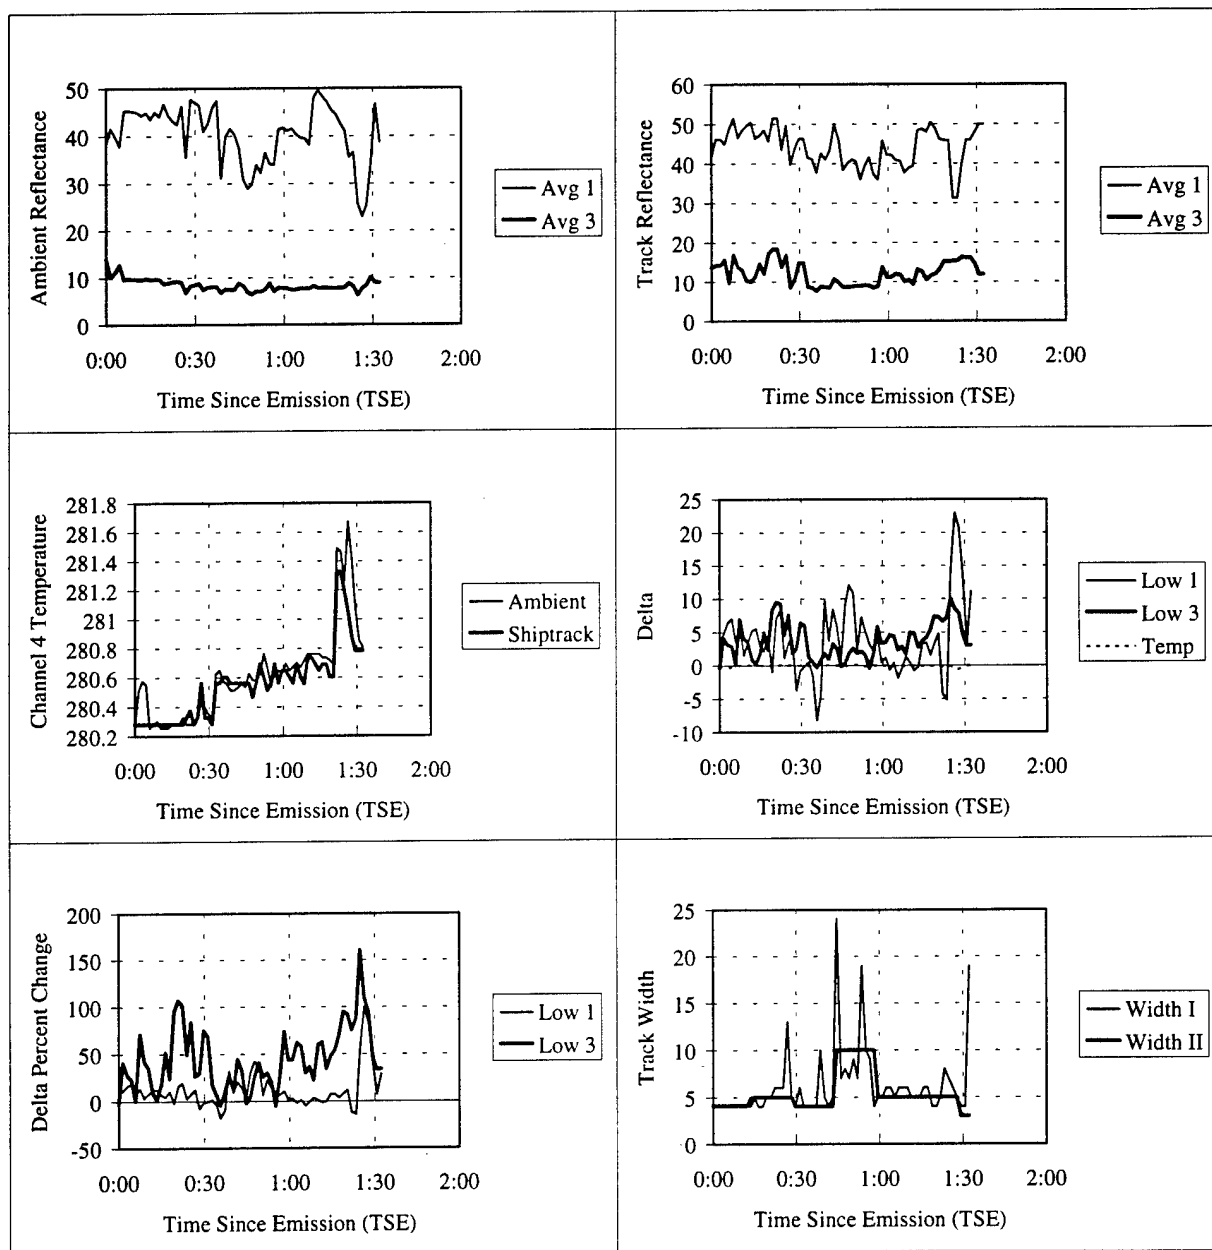 50
40
30
20
10
0
Ambient Reflectance
0:00 0:30 1:00 1:30 2:00
Time Since Emission (TSE)
Avg 1
Avg 3
60
50
40
30
20
10
0
Track Reflectance
0:00 0:30 1:00 1:30 2:00
Time Since Emission (TSE)
Avg 1
Avg 3
281.8
281.6
281.4
281.2
281
280.8
280.6
280.4
280.2
Channel 4 Temperature
0:00 0:30 1:00 1:30 2:00
Time Since Emission (TSE)
Ambient
Shiptrack
25
20
15
10
5
0
-5
-10
Delta
0:00 0:30 1:00 1:30 2:00
Time Since Emission (TSE)
Low 1
Low 3
Temp
200
150
100
50
0
-50
Delta Percent Change
0:00 0:30 1:00 1:30 2:00
Time Since Emission (TSE)
Low 1
Low 3
25
20
15
10
5
0
Track Width
0:00 0:30 1:00 1:30 2:00
Time Since Emission (TSE)
Width I
Width II